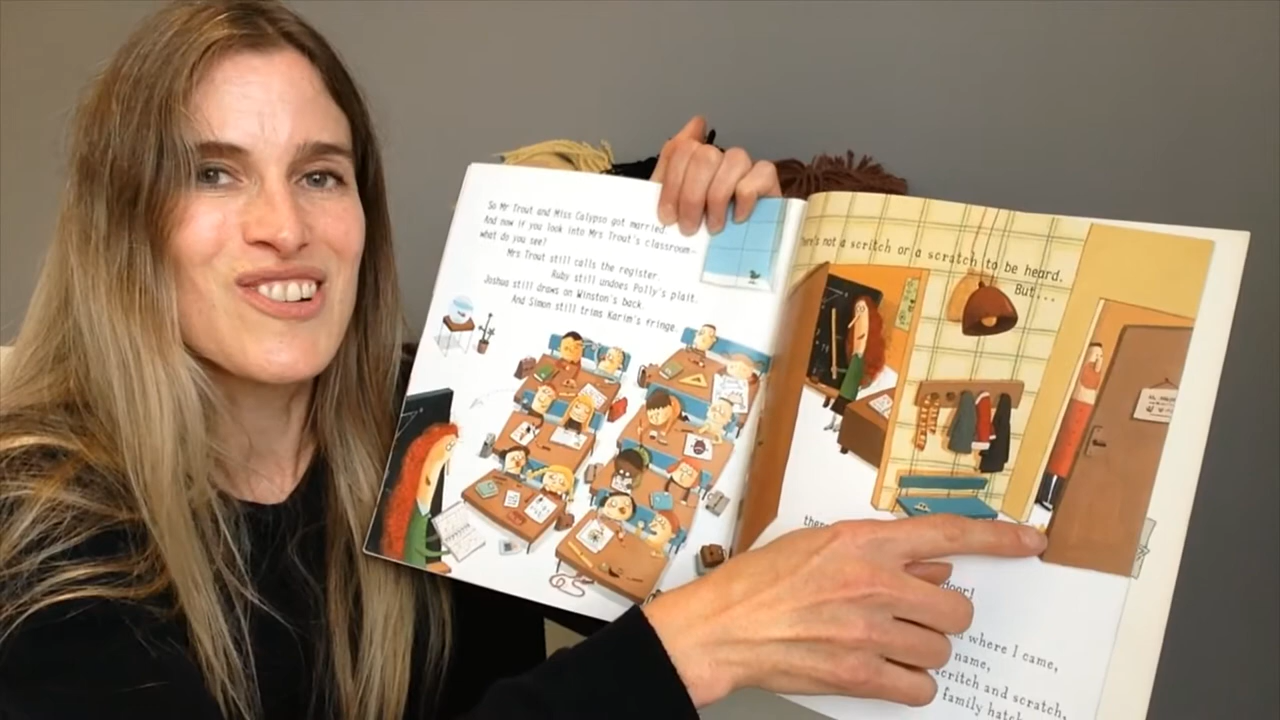 So Mr Trout and Miss Calypso got married.
And now if you look into Mrs Trout's classroom—
what do you see?
Mrs Trout still calls the register.
Ruby still undoes Polly's plait.
Joshua still draws on Winston's back.
And Simon still trims Karim's fringe.
There's not a scritch or a scratch to be heard.
But...
door!
where I came,
name,
scritch and scratch,
family hatch